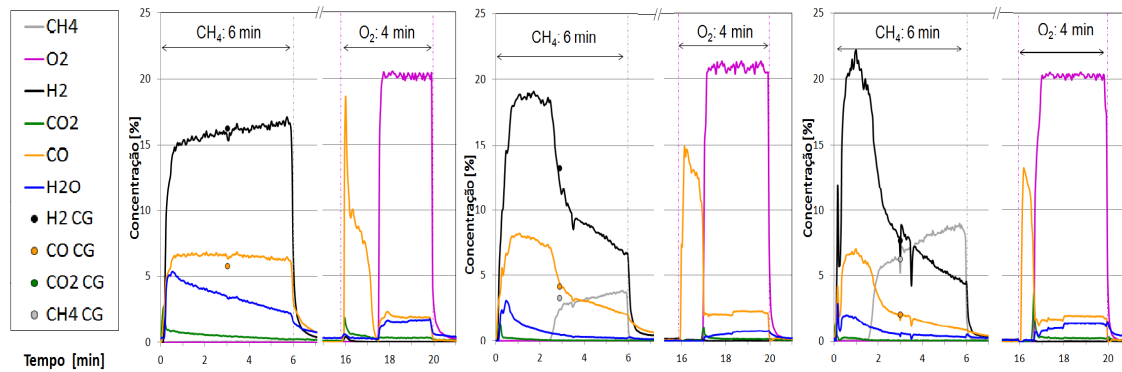 CH4
O2
H2
CO2
CO
H2O
H2 CG
CO CG
CO2 CG
CH4 CG
Tempo [min]
Concentração [%]
25
20
15
10
5
0
CH₄: 6 min
//
O₂: 4 min
0 2 4 6 16 18 20
Concentração [%]
25
20
15
10
5
0
CH₄: 6 min
//
O₂: 4 min
0 2 4 6 16 18 20
Concentração [%]
25
20
15
10
5
0
CH₄: 6 min
//
O₂: 4 min
0 2 4 6 16 18 20